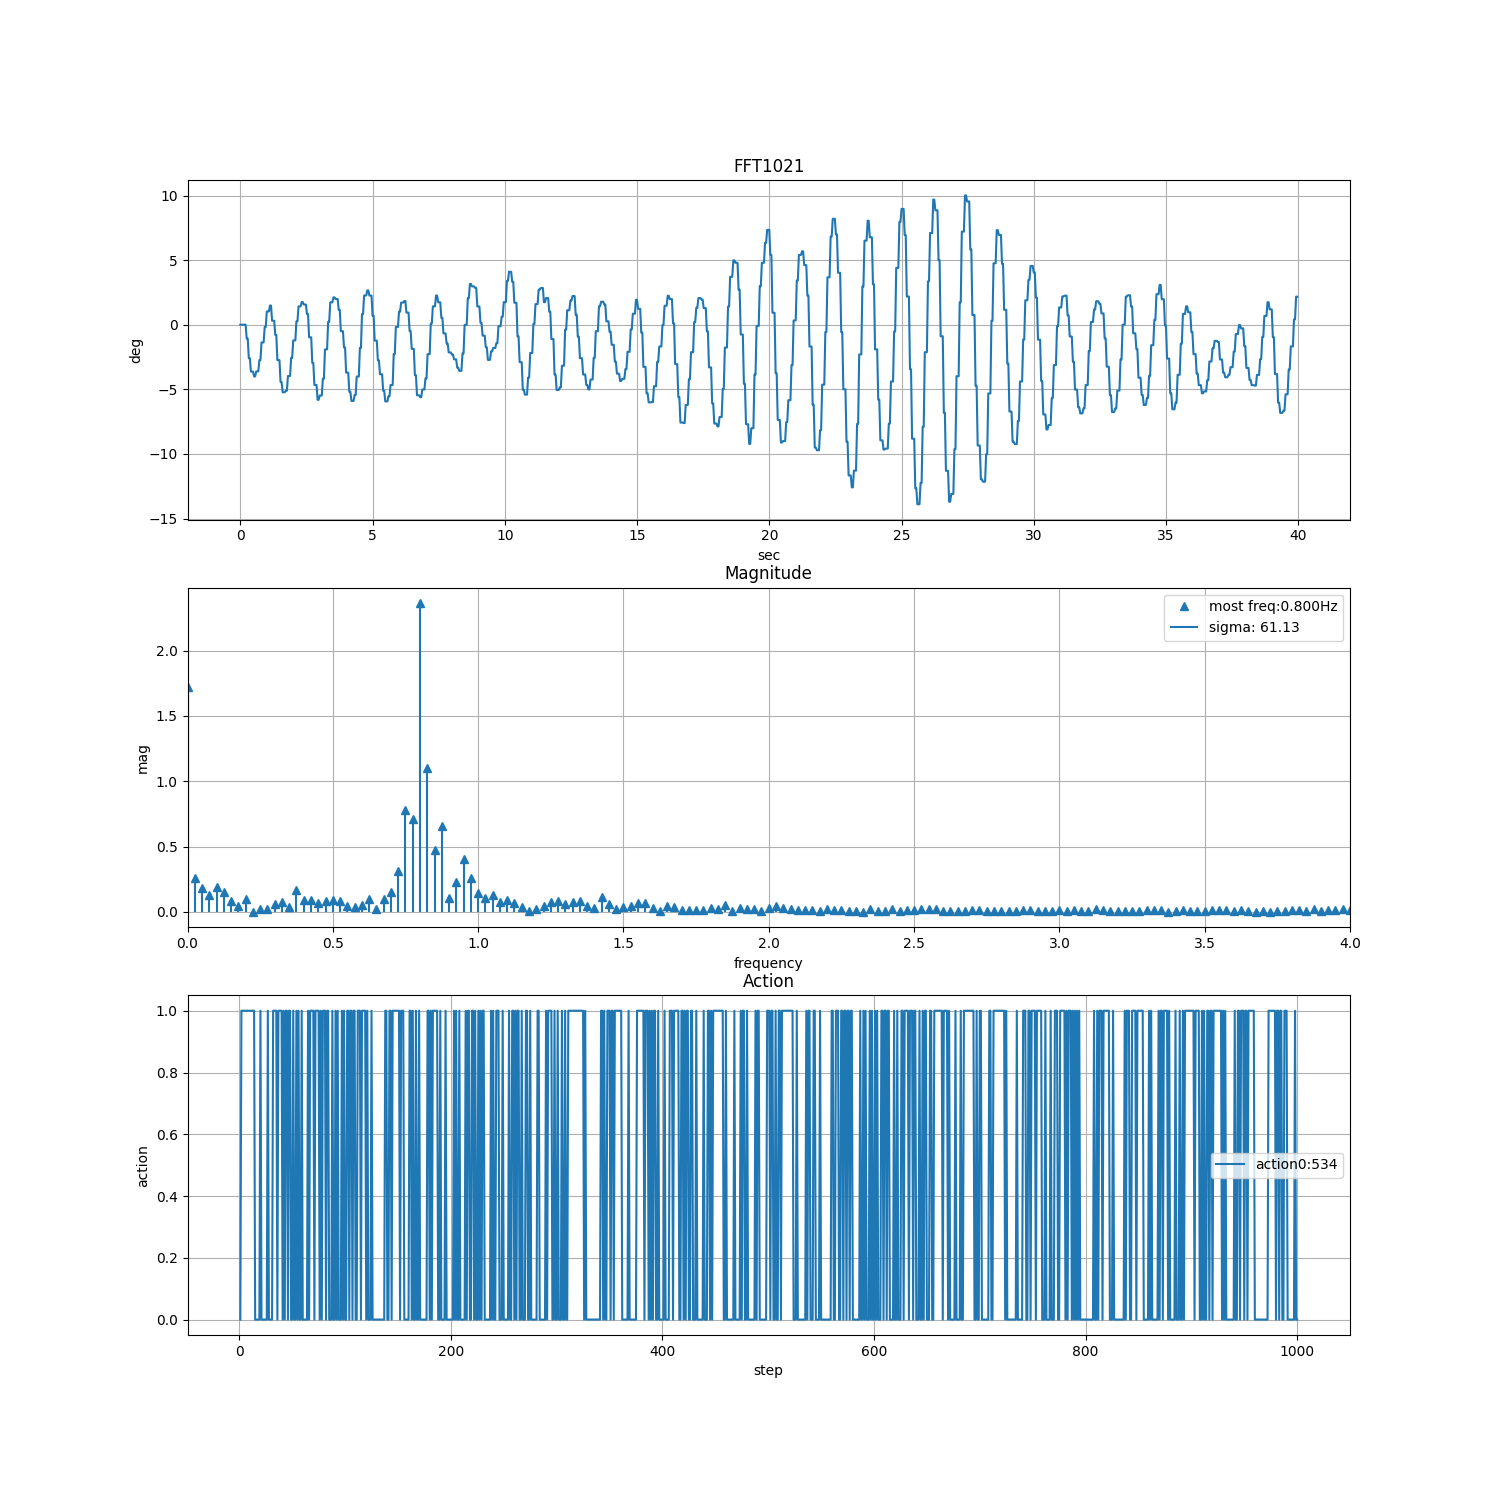 FFT1021
10
5
0
−5
−10
−15
deg
0 5 10 15 20 25 30 35 40
sec
Magnitude
most freq:0.800Hz
sigma: 61.13
2.0
1.5
1.0
0.5
0.0
mag
0.0 0.5 1.0 1.5 2.0 2.5 3.0 3.5 4.0
frequency
Action
1.0
0.8
0.6
0.4
0.2
0.0
action
action0:534
0 200 400 600 800 1000
step